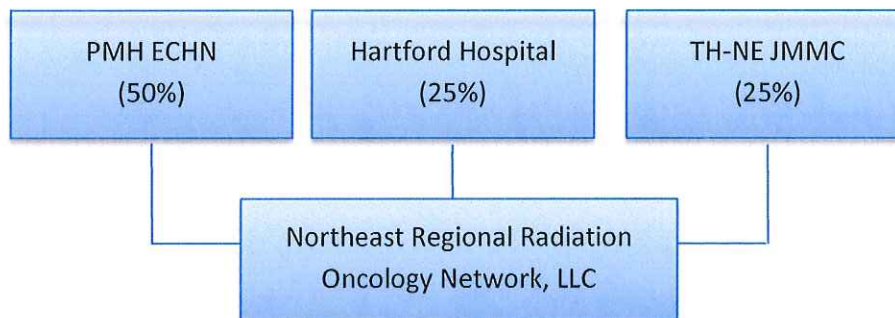 PMH ECHN
(50%)
Hartford Hospital
(25%)
TH-NE JMMC
(25%)
Northeast Regional Radiation
Oncology Network, LLC